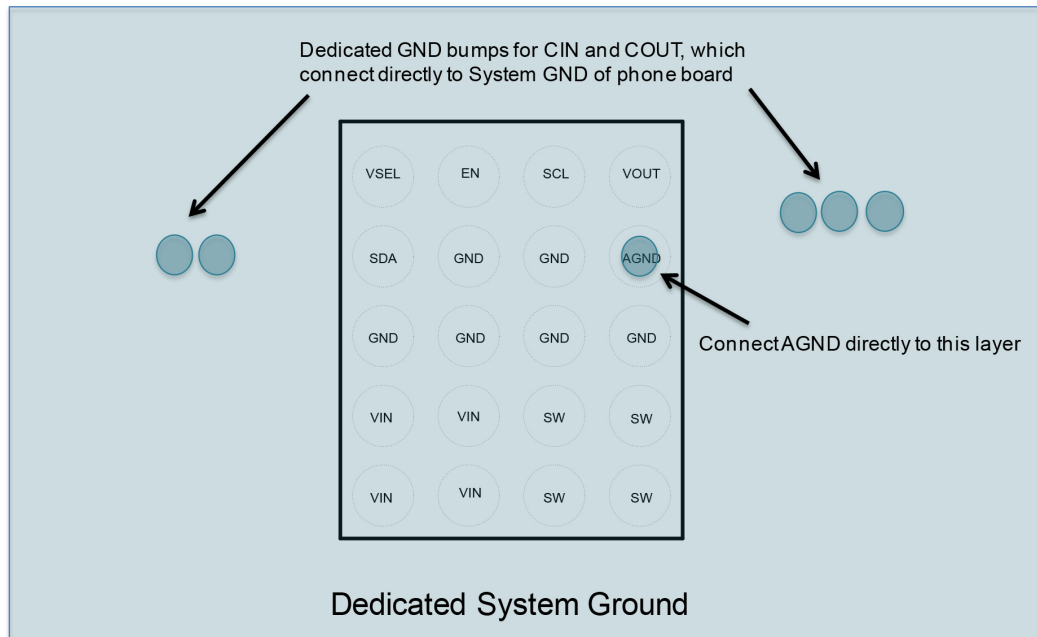 Dedicated GND bumps for CIN and COUT, which
connect directly to System GND of phone board
VSEL EN SCL VOUT
SDA GND GND AGND
GND GND GND GND
Connect AGND directly to this layer
VIN VIN SW SW
VIN VIN SW SW
Dedicated System Ground